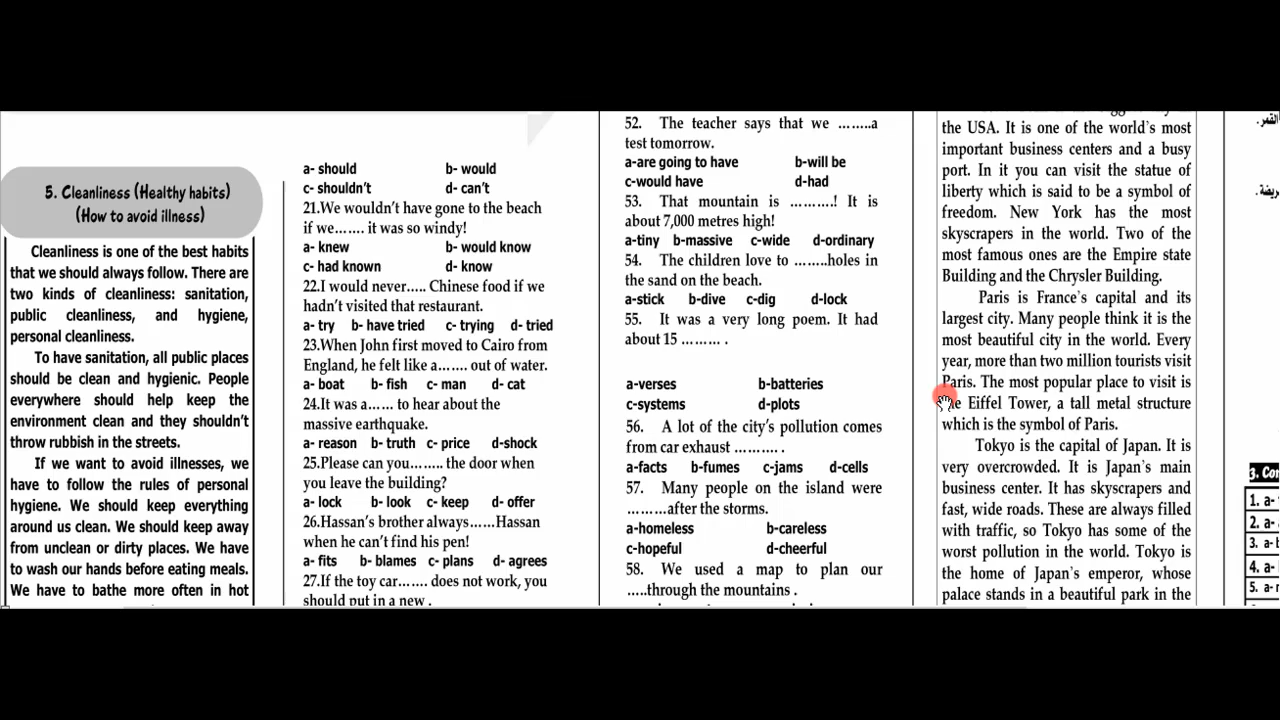 5. Cleanliness (Healthy habits)
(How to avoid illness)
Cleanliness is one of the best habits
that we should always follow. There are
two kinds of cleanliness: sanitation,
public cleanliness, and hygiene,
personal cleanliness.
To have sanitation, all public places
should be clean and hygienic. People
everywhere should help keep the
environment clean and they shouldn't
throw rubbish in the streets.
If we want to avoid illnesses, we
have to follow the rules of personal
hygiene. We should keep everything
around us clean. We should keep away
from unclean or dirty places. We have
to wash our hands before eating meals.
We have to bathe more often in hot
a- should b- would
c- shouldn't d- can't
21.We wouldn't have gone to the beach
if we……. it was so windy!
a- knew b- would know
c- had known d- know
22.I would never….. Chinese food if we
hadn't visited that restaurant.
a- try b- have tried c- trying d- tried
23.When John first moved to Cairo from
England, he felt like a……. out of water.
a- boat b- fish c- man d- cat
24.It was a…… to hear about the
massive earthquake.
a- reason b- truth c- price d-shock
25.Please can you…….. the door when
you leave the building?
a- lock b- look c- keep d- offer
26.Hassan's brother always……Hassan
when he can't find his pen!
a- fits b- blames c- plans d- agrees
27.If the toy car……. does not work, you
should put in a new .
52. The teacher says that we ……..a
test tomorrow.
a-are going to have b-will be
c-would have d-had
53. That mountain is ……….! It is
about 7,000 metres high!
a-tiny b-massive c-wide d-ordinary
54. The children love to ……..holes in
the sand on the beach.
a-stick b-dive c-dig d-lock
55. It was a very long poem. It had
about 15 ……… .
a-verses b-batteries
c-systems d-plots
56. A lot of the city's pollution comes
from car exhaust ………. .
a-facts b-fumes c-jams d-cells
57. Many people on the island were
………after the storms.
a-homeless b-careless
c-hopeful d-cheerful
58. We used a map to plan our
…..through the mountains .
the USA. It is one of the world's most
important business centers and a busy
port. In it you can visit the statue of
liberty which is said to be a symbol of
freedom. New York has the most
skyscrapers in the world. Two of the
most famous ones are the Empire state
Building and the Chrysler Building.
Paris is France's capital and its
largest city. Many people think it is the
most beautiful city in the world. Every
year, more than two million tourists visit
Paris. The most popular place to visit is
Eiffel Tower, a tall metal structure
which is the symbol of Paris.
Tokyo is the capital of Japan. It is
very overcrowded. It is Japan's main
business center. It has skyscrapers and
fast, wide roads. These are always filled
with traffic, so Tokyo has some of the
worst pollution in the world. Tokyo is
the home of Japan's emperor, whose
palace stands in a beautiful park in the
3.
1. a-
2. a-
3. a-
4. a-
5. a-